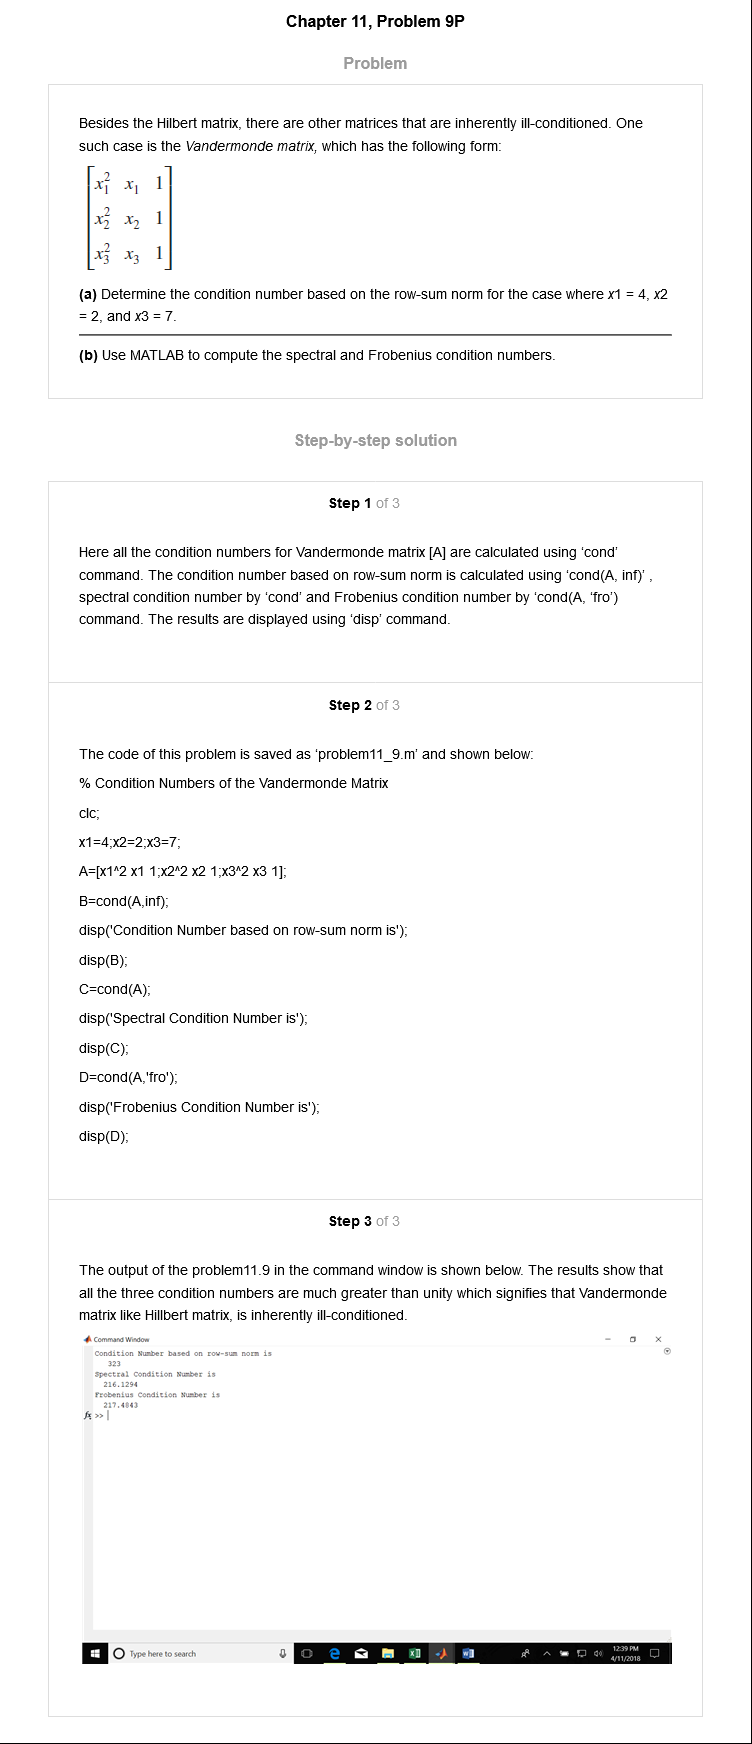 Chapter 11, Problem 9P
Problem
Besides the Hilbert matrix, there are other matrices that are inherently ill-conditioned. One
such case is the Vandermonde matrix, which has the following form:
x₁² x₁ 1
x₂² x₂ 1
x₃² x₃ 1
(a) Determine the condition number based on the row-sum norm for the case where x1 = 4, x2
= 2, and x3 = 7.
(b) Use MATLAB to compute the spectral and Frobenius condition numbers.
Step-by-step solution
Step 1 of 3
Here all the condition numbers for Vandermonde matrix [A] are calculated using ‘cond’
command. The condition number based on row-sum norm is calculated using ‘cond(A, inf)’ ,
spectral condition number by ‘cond’ and Frobenius condition number by ‘cond(A, ‘fro’)
command. The results are displayed using ‘disp’ command.
Step 2 of 3
The code of this problem is saved as ‘problem11_9.m’ and shown below:
% Condition Numbers of the Vandermonde Matrix
clc;
x1=4;x2=2;x3=7;
A=[x1^2 x1 1;x2^2 x2 1;x3^2 x3 1];
B=cond(A,inf);
disp('Condition Number based on row-sum norm is');
disp(B);
C=cond(A);
disp('Spectral Condition Number is');
disp(C);
D=cond(A,'fro');
disp('Frobenius Condition Number is');
disp(D);
Step 3 of 3
The output of the problem11.9 in the command window is shown below. The results show that
all the three condition numbers are much greater than unity which signifies that Vandermonde
matrix like Hillbert matrix, is inherently ill-conditioned.
Command Window
Condition Number based on row-sum norm is
323
Spectral Condition Number is
216.1294
Frobenius Condition Number is
217.4843
fx >>
Type here to search
12:39 PM
4/11/2018